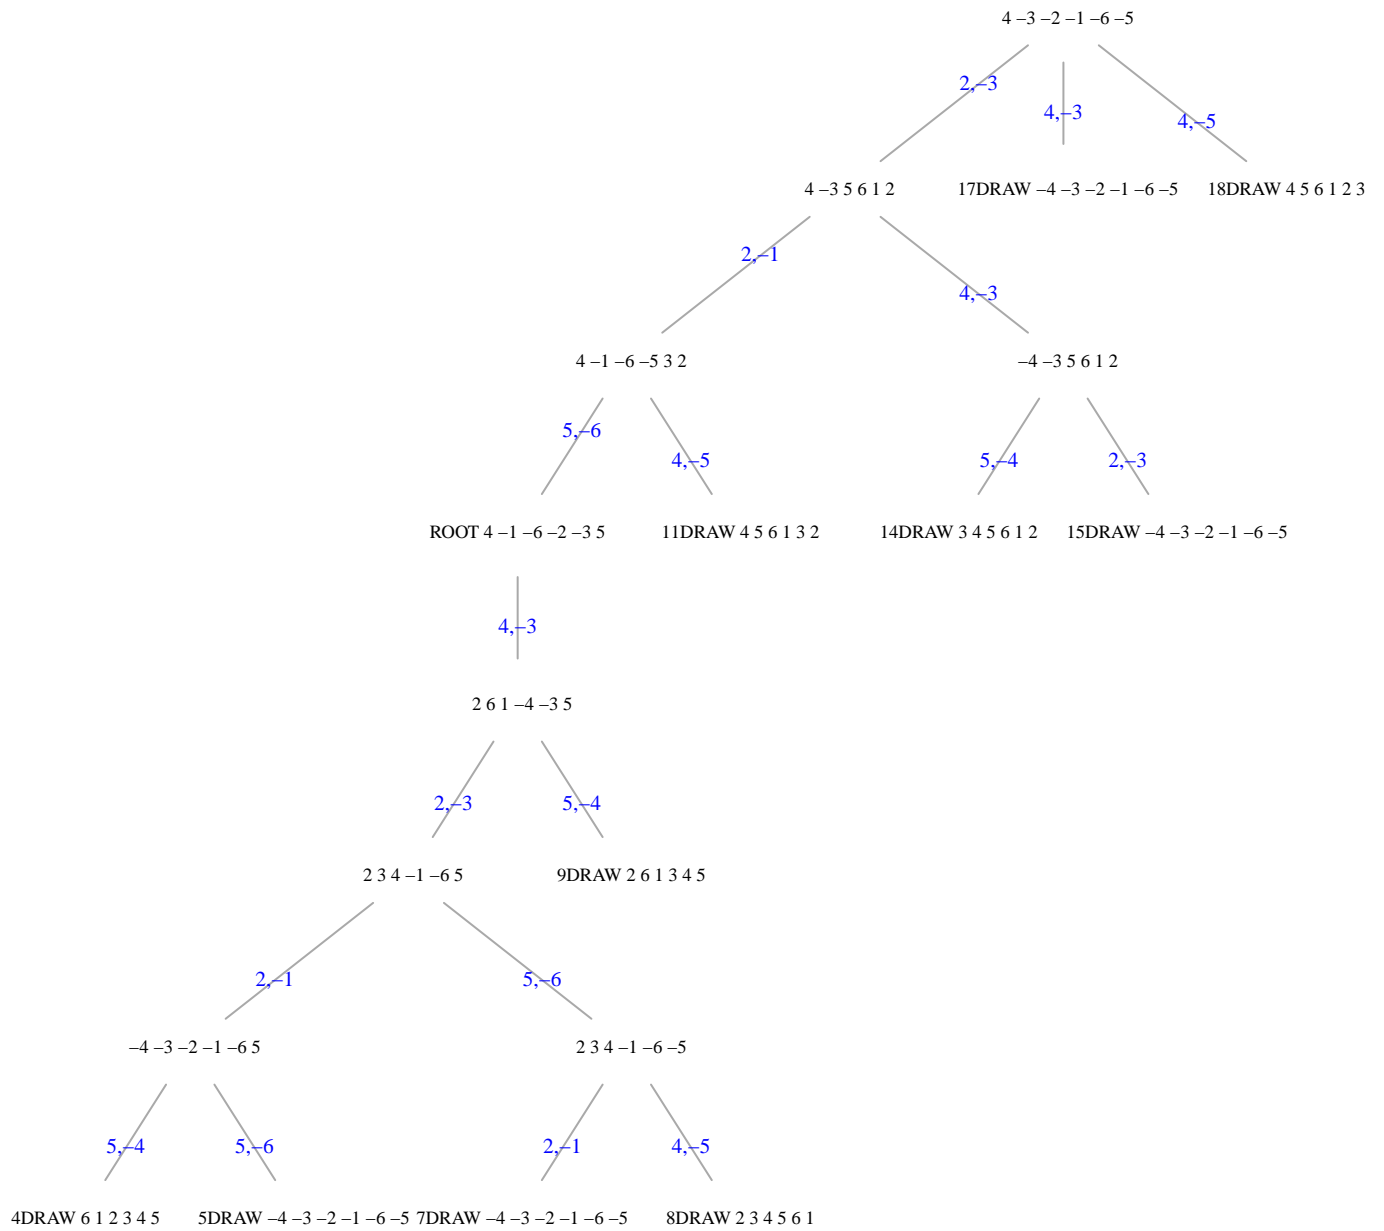 4 –3 –2 –1 –6 –5
2,–3
4,–3
4,–5
4 –3 5 6 1 2
17DRAW –4 –3 –2 –1 –6 –5
18DRAW 4 5 6 1 2 3
2,–1
4,–3
4 –1 –6 –5 3 2
–4 –3 5 6 1 2
5,–6
4,–5
5,–4
2,–3
ROOT 4 –1 –6 –2 –3 5
11DRAW 4 5 6 1 3 2
14DRAW 3 4 5 6 1 2
15DRAW –4 –3 –2 –1 –6 –5
4,–3
2 6 1 –4 –3 5
2,–3
5,–4
2 3 4 –1 –6 5
9DRAW 2 6 1 3 4 5
2,–1
5,–6
–4 –3 –2 –1 –6 5
2 3 4 –1 –6 –5
5,–4
5,–6
2,–1
4,–5
4DRAW 6 1 2 3 4 5
5DRAW –4 –3 –2 –1 –6 –5
7DRAW –4 –3 –2 –1 –6 –5
8DRAW 2 3 4 5 6 1